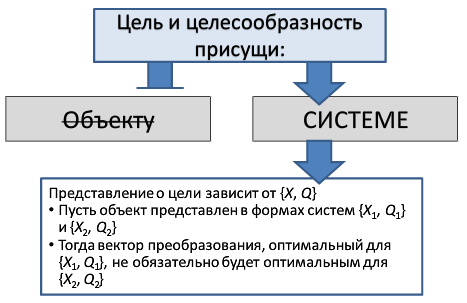 Цель и целесообразность
присущи:
Объекту
СИСТЕМЕ
Представление о цели зависит от {X, Q}
• Пусть объект представлен в формах систем {X₁, Q₁}
и {X₂, Q₂}
• Тогда вектор преобразования, оптимальный для
{X₁, Q₁}, не обязательно будет оптимальным для
{X₂, Q₂}